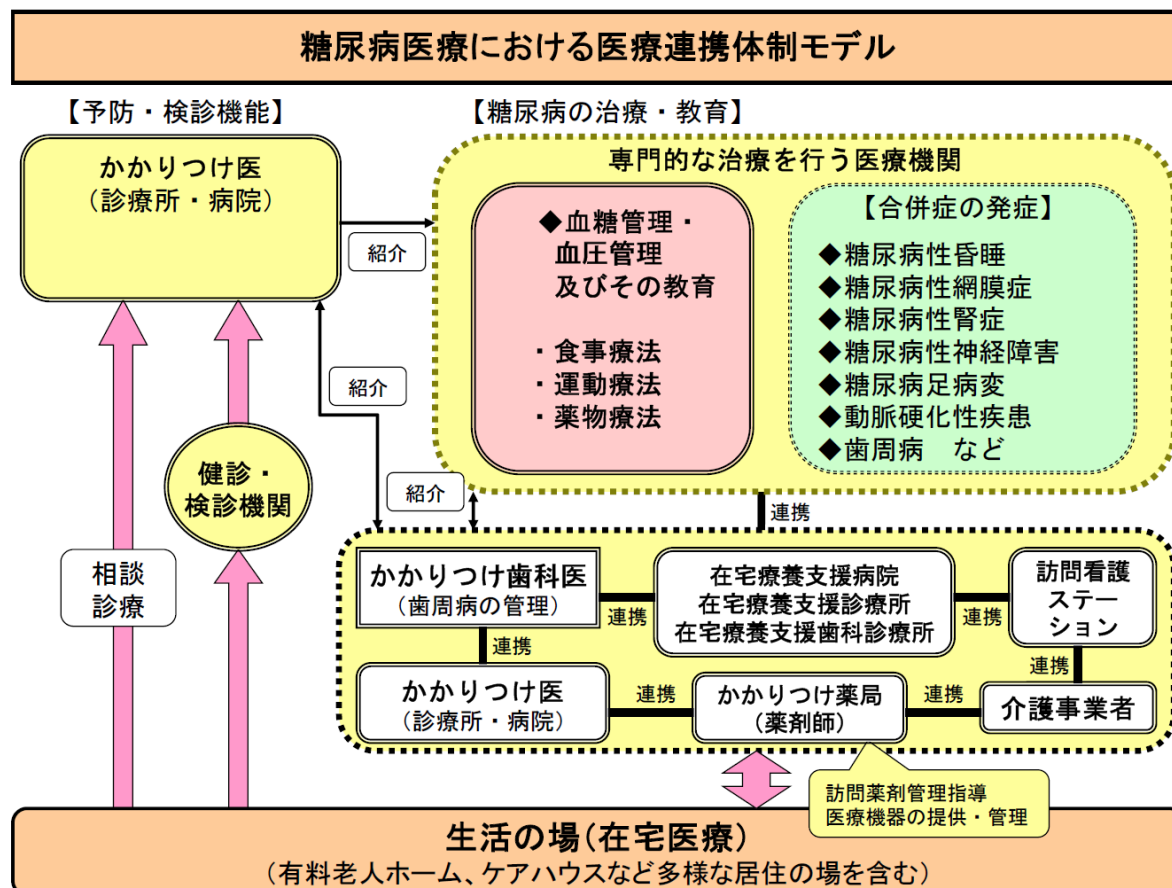 糖尿病医療における医療連携体制モデル
【予防・検診機能】
かかりつけ医
（診療所・病院）
紹介
【糖尿病の治療・教育】
専門的な治療を行う医療機関
◆血糖管理・
血圧管理
及びその教育
・食事療法
・運動療法
・薬物療法
【合併症の発症】
◆糖尿病性昏睡
◆糖尿病性網膜症
◆糖尿病性腎症
◆糖尿病性神経障害
◆糖尿病足病変
◆動脈硬化性疾患
◆歯周病　など
紹介
紹介
連携
健診・
検診機関
相談
診療
かかりつけ歯科医
（歯周病の管理）
連携
在宅療養支援病院
在宅療養支援診療所
在宅療養支援歯科診療所
連携
訪問看護
ステー
ション
連携
連携
かかりつけ医
（診療所・病院）
連携
かかりつけ薬局
（薬剤師）
連携
介護事業者
訪問薬剤管理指導
医療機器の提供・管理
生活の場（在宅医療）
（有料老人ホーム、ケアハウスなど多様な居住の場を含む）